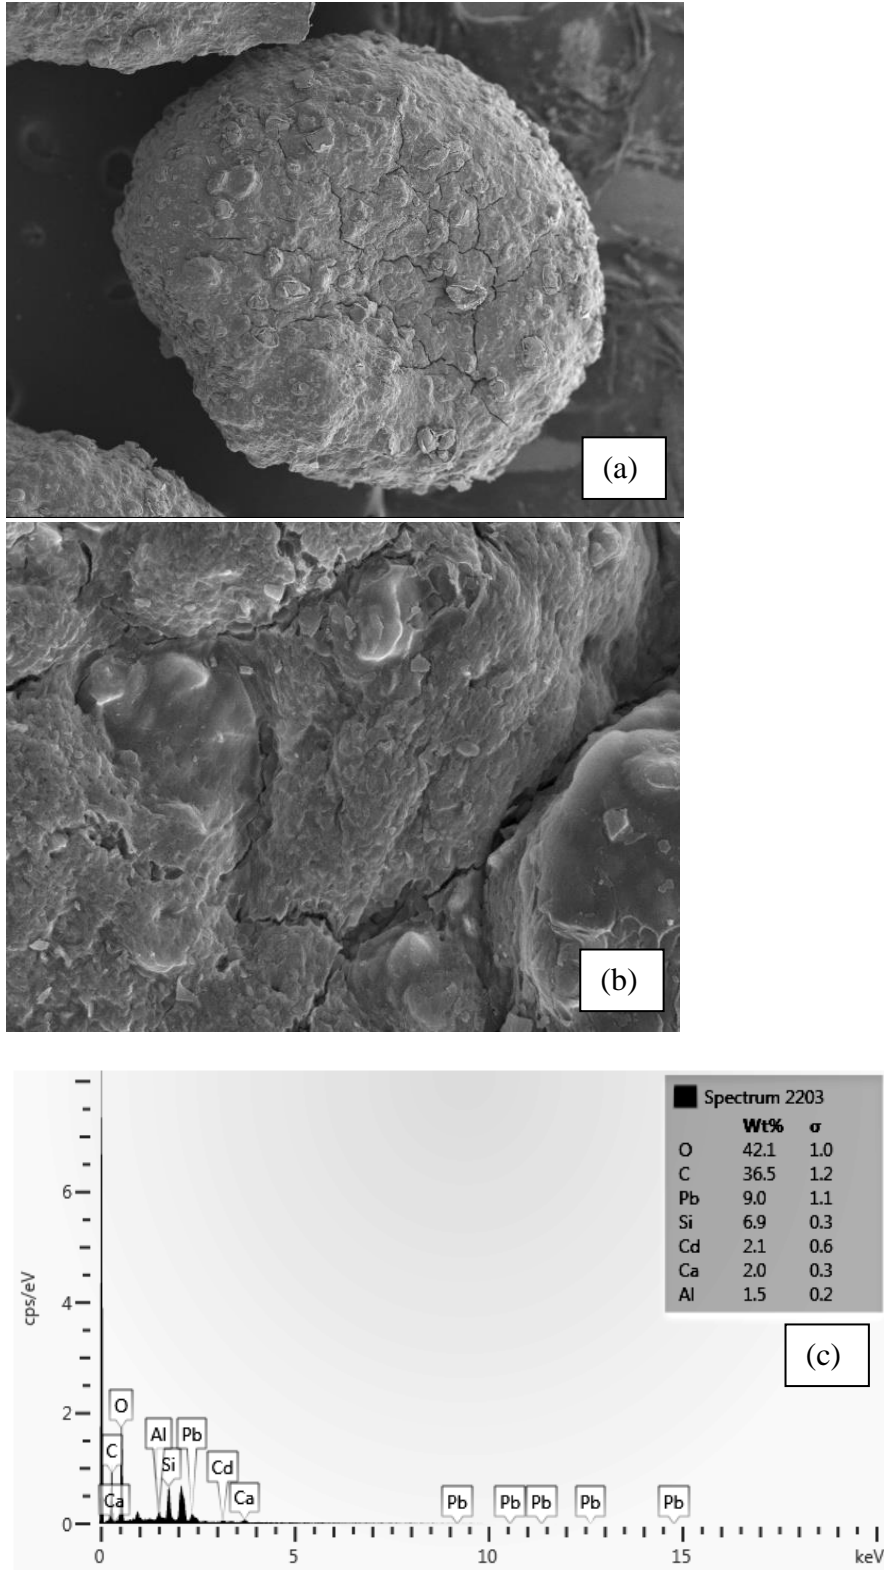 (a)
(b)
Spectrum 2203
Wt% σ
O 42.1 1.0
C 36.5 1.2
Pb 9.0 1.1
Si 6.9 0.3
Cd 2.1 0.6
Ca 2.0 0.3
Al 1.5 0.2
(c)
cps/eV
6
4
2
0
O
C
Ca
Al
Si
Pb
Cd
Ca
Pb
Pb
Pb
Pb
Pb
0 5 10 15 keV